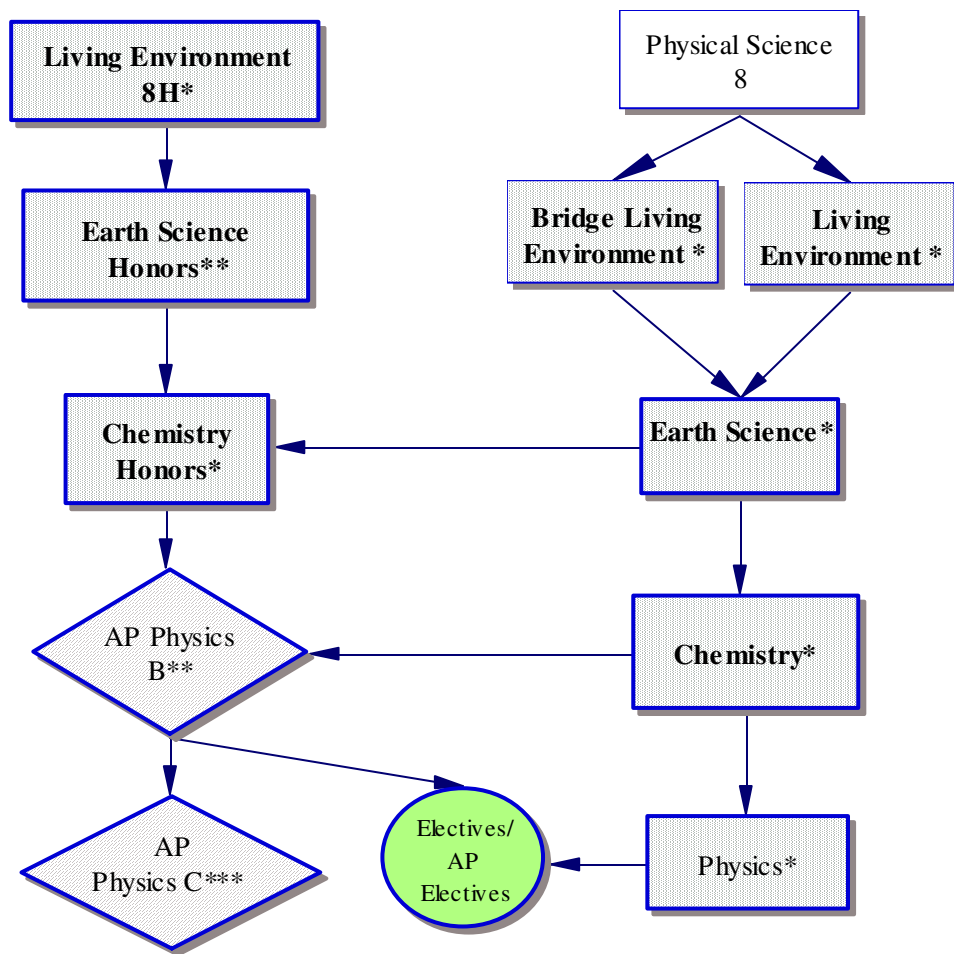 Living Environment
8H*
Physical Science
8
Earth Science
Honors**
Bridge Living
Environment *
Living
Environment *
Chemistry
Honors*
Earth Science*
AP Physics
B**
Chemistry*
AP
Physics C***
Electives/
AP
Electives
Physics*